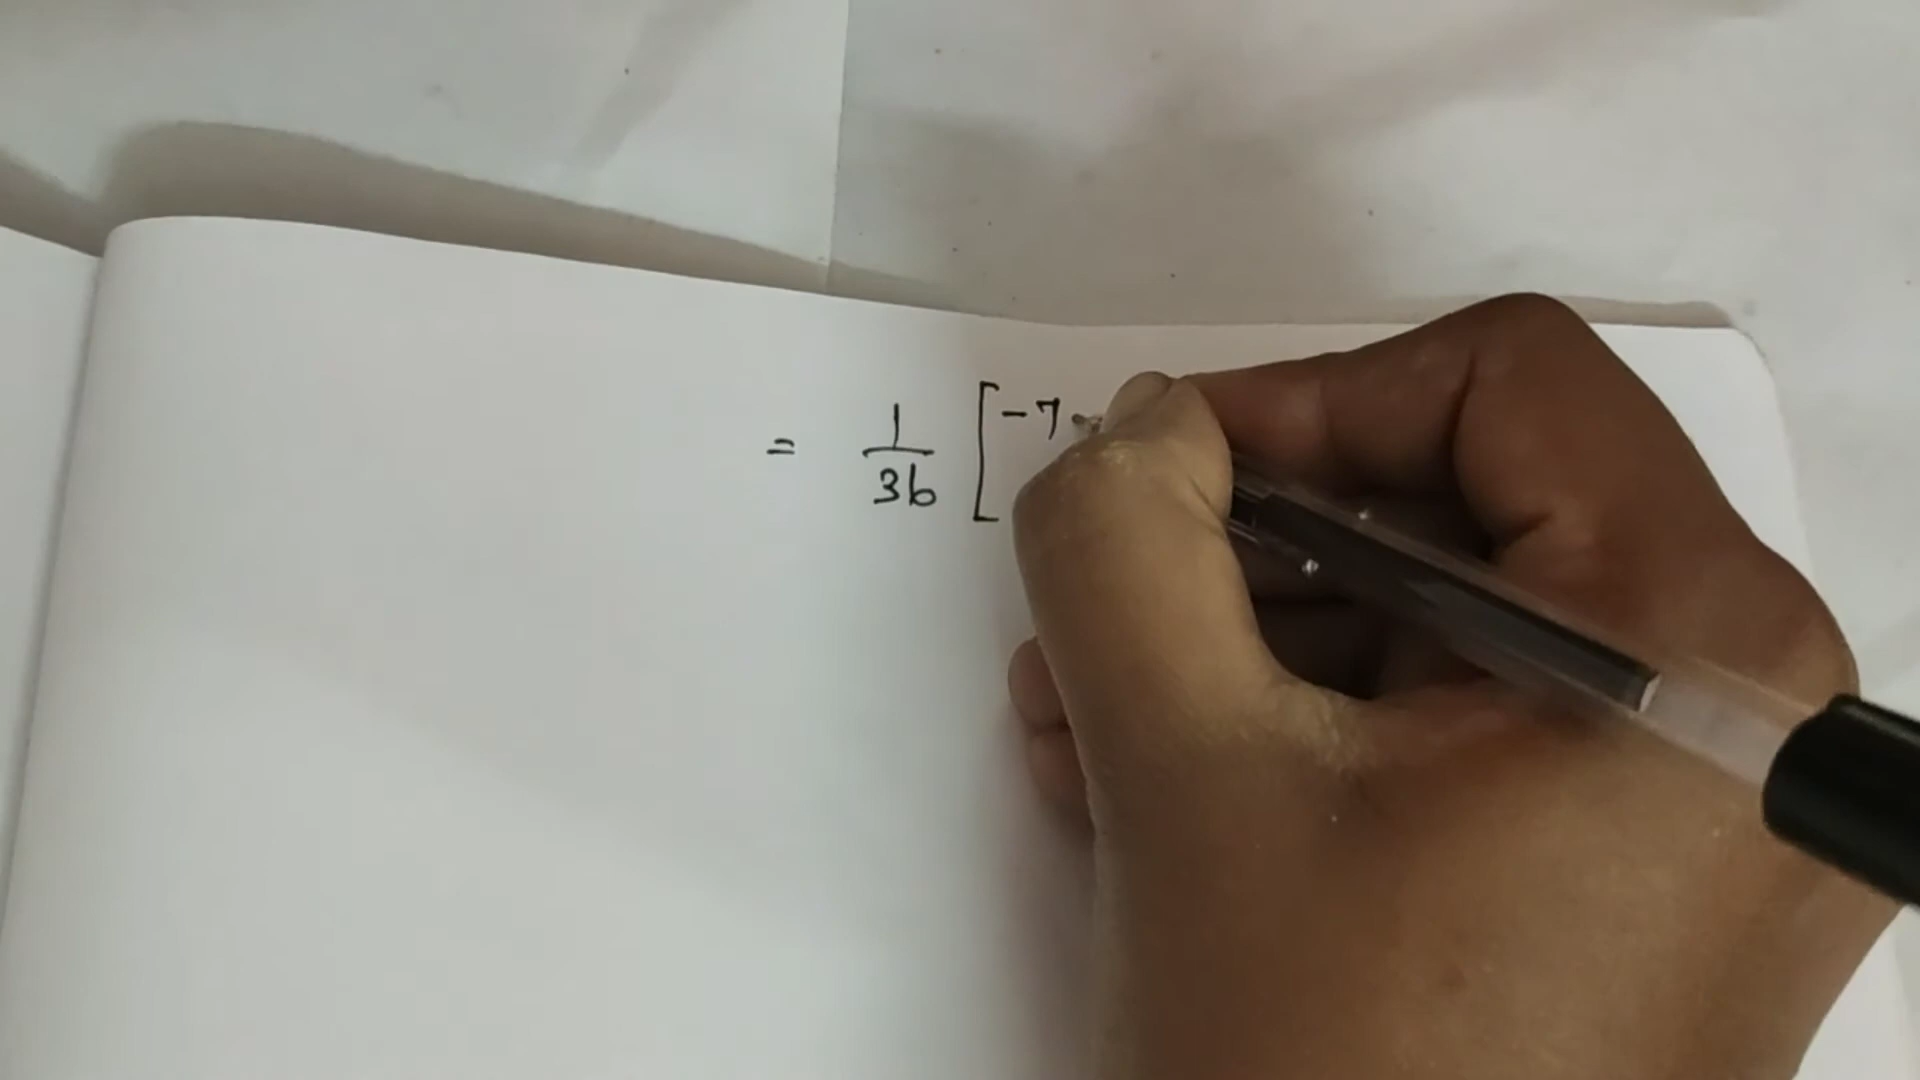 = 1/36 [ -7